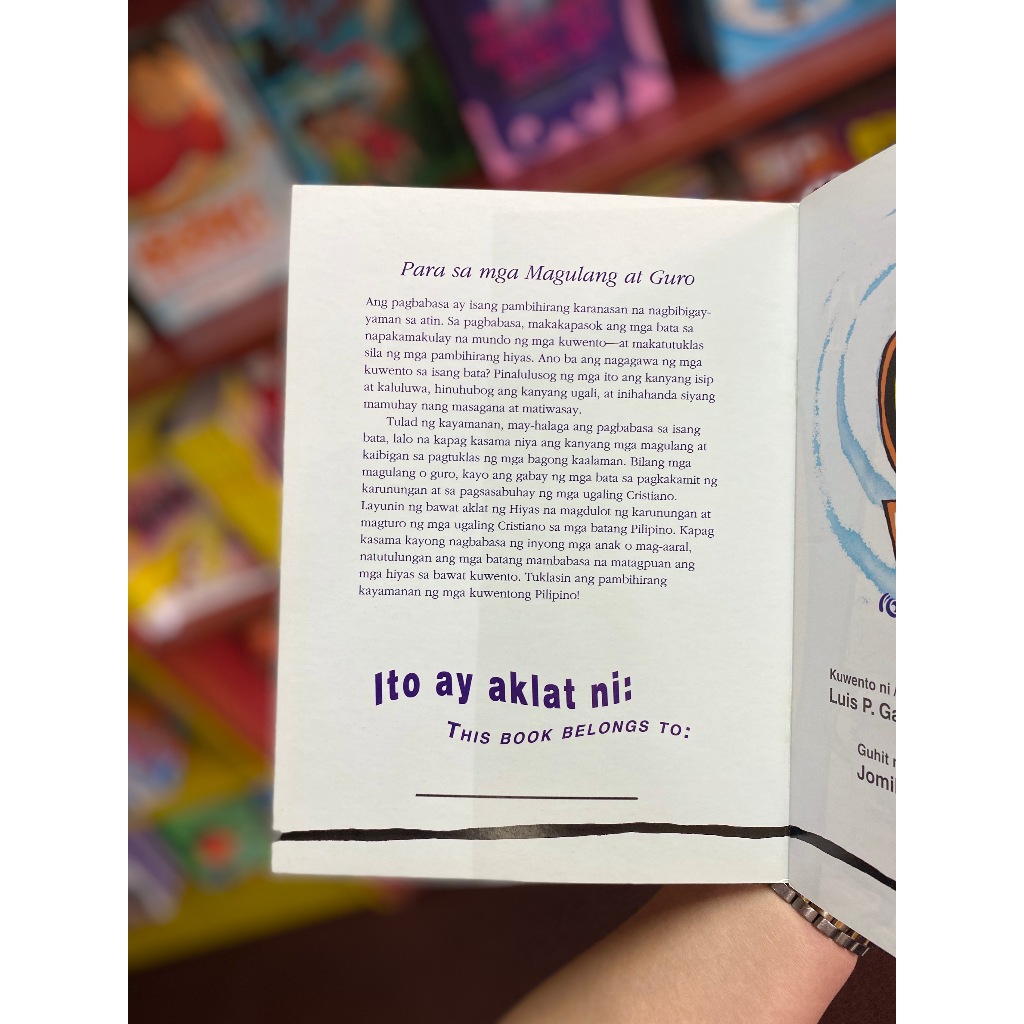 Para sa mga Magulang at Guro
Ang pagbabasa ay isang pambihirang karanasan na nagbibigay-
yaman sa atin. Sa pagbabasa, makakapasok ang mga bata sa
napakamakulay na mundo ng mga kuwento—at makatutuklas
sila ng mga pambihirang hiyas. Ano ba ang nagagawa ng mga
kuwento sa isang bata? Pinalulusog ng mga ito ang kanyang isip
at kaluluwa, hinuhubog ang kanyang ugali, at inihahanda siyang
mamuhay nang masagana at matiwasay.
Tulad ng kayamanan, may-halaga ang pagbabasa sa isang
bata, lalo na kapag kasama niya ang kanyang mga magulang at
kaibigan sa pagtuklas ng mga bagong kaalaman. Bilang mga
magulang o guro, kayo ang gabay ng mga bata sa pagkakamit ng
karunungan at sa pagsasabuhay ng mga ugaling Cristiano.
Layunin ng bawat aklat ng Hiyas na magdulot ng karunungan at
magturo ng mga ugaling Cristiano sa mga batang Pilipino. Kapag
kasama kayong nagbabasa ng inyong mga anak o mag-aaral,
natutulungan ang mga batang mambabasa na matagpuan ang
mga hiyas sa bawat kuwento. Tuklasin ang pambihirang
kayamanan ng mga kuwentong Pilipino!
Ito ay aklat ni:
THIS BOOK BELONGS TO:
Kuwento ni
Luis P.
Guhit